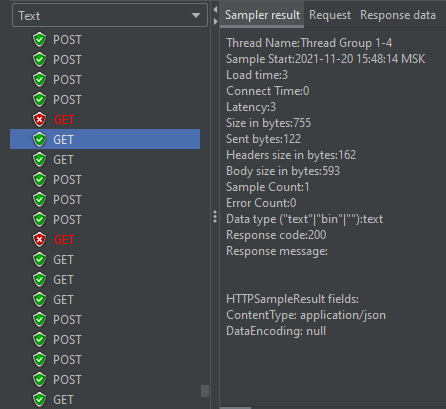 Text
POST
POST
POST
POST
GET
GET
GET
POST
POST
POST
GET
GET
GET
GET
POST
POST
POST
POST
GET
Sampler result Request Response data
Thread Name:Thread Group 1-4
Sample Start:2021-11-20 15:48:14 MSK
Load time:3
Connect Time:0
Latency:3
Size in bytes:755
Sent bytes:122
Headers size in bytes:162
Body size in bytes:593
Sample Count:1
Error Count:0
Data type ("text"|"bin"|""):text
Response code:200
Response message:
HTTPSampleResult fields:
ContentType: application/json
DataEncoding: null